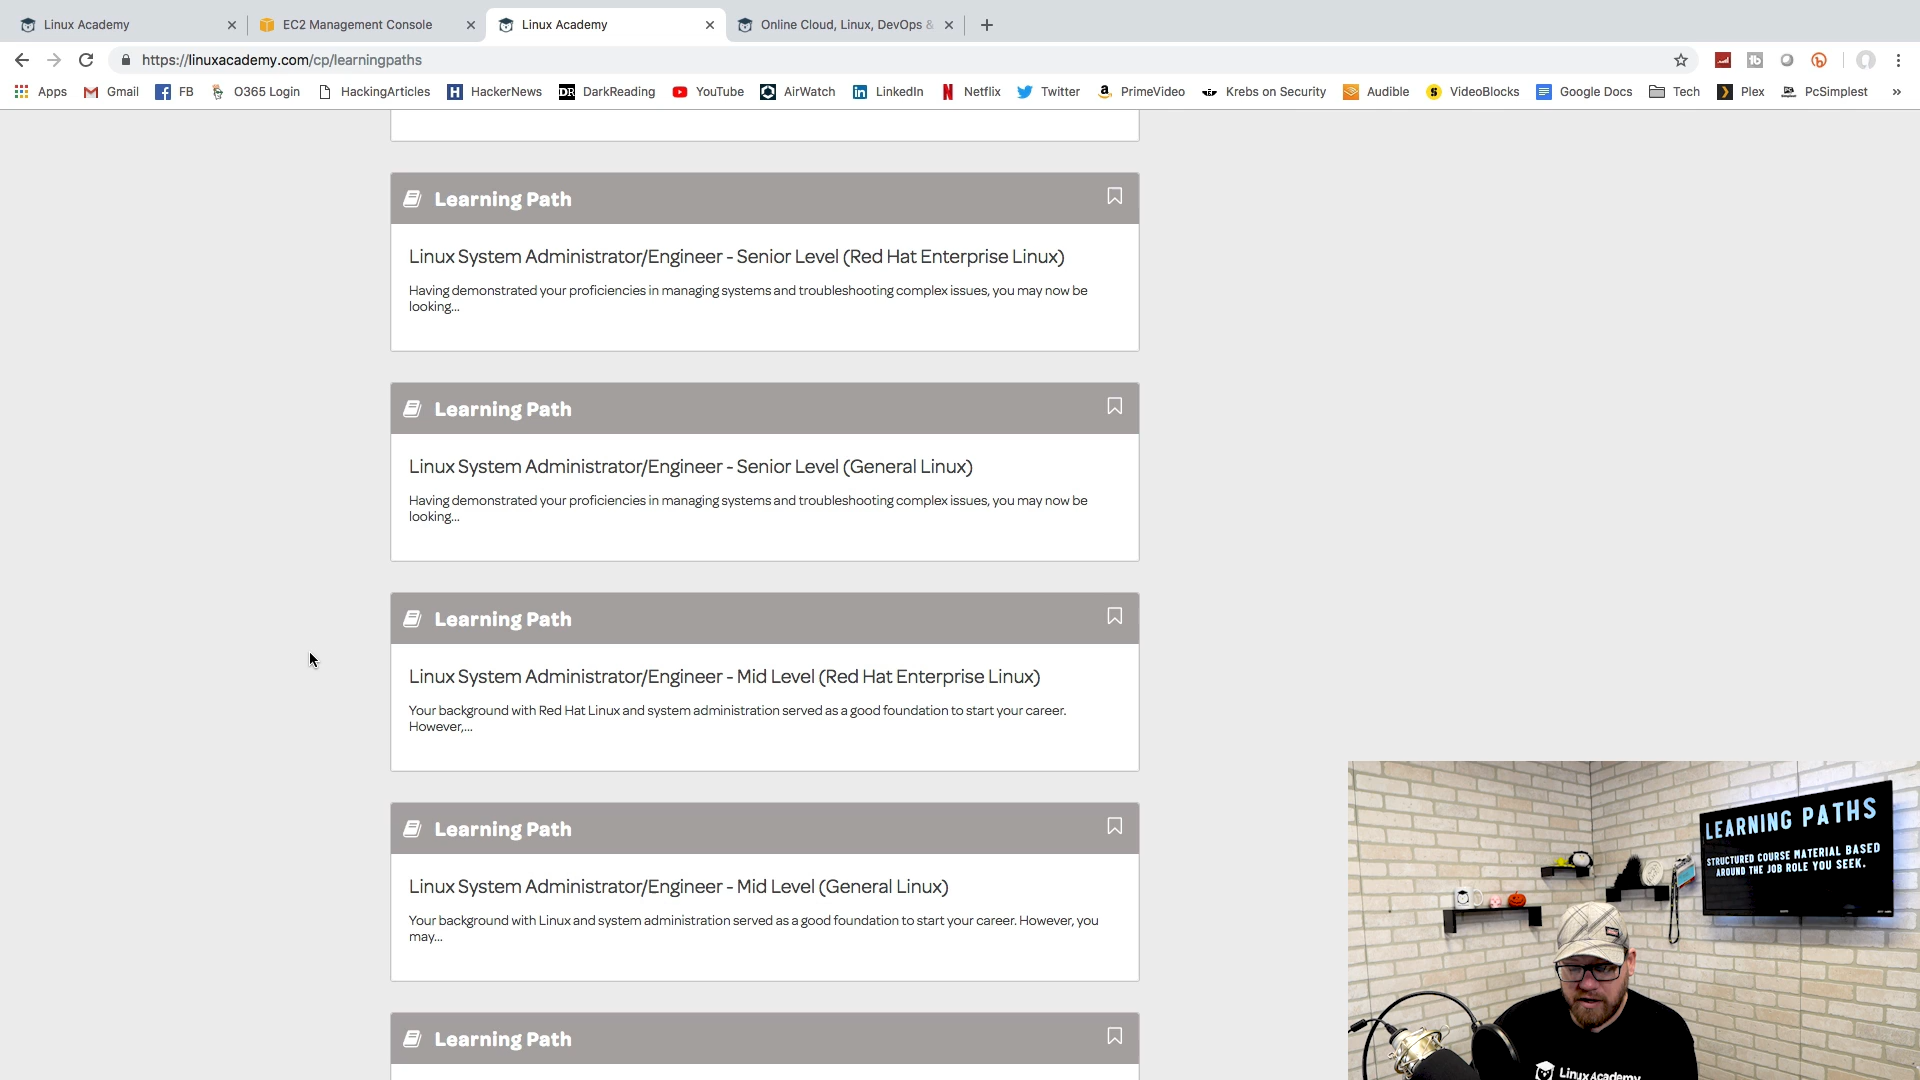 Linux Academy
EC2 Management Console
Linux Academy
Online Cloud, Linux, DevOps &
https://linuxacademy.com/cp/learningpaths
Apps
Gmail
FB
O365 Login
HackingArticles
HackerNews
DarkReading
YouTube
AirWatch
LinkedIn
Netflix
Twitter
PrimeVideo
Krebs on Security
Audible
VideoBlocks
Google Docs
Tech
Plex
PcSimplest
Learning Path
Linux System Administrator/Engineer - Senior Level (Red Hat Enterprise Linux)
Having demonstrated your proficiencies in managing systems and troubleshooting complex issues, you may now be
looking...
Learning Path
Linux System Administrator/Engineer - Senior Level (General Linux)
Having demonstrated your proficiencies in managing systems and troubleshooting complex issues, you may now be
looking...
Learning Path
Linux System Administrator/Engineer - Mid Level (Red Hat Enterprise Linux)
Your background with Red Hat Linux and system administration served as a good foundation to start your career.
However,...
Learning Path
Linux System Administrator/Engineer - Mid Level (General Linux)
Your background with Linux and system administration served as a good foundation to start your career. However, you
may...
Learning Path
LEARNING PATHS
STRUCTURED COURSE MATERIAL BASED
AROUND THE JOB ROLE YOU SEEK.
Linux Academy